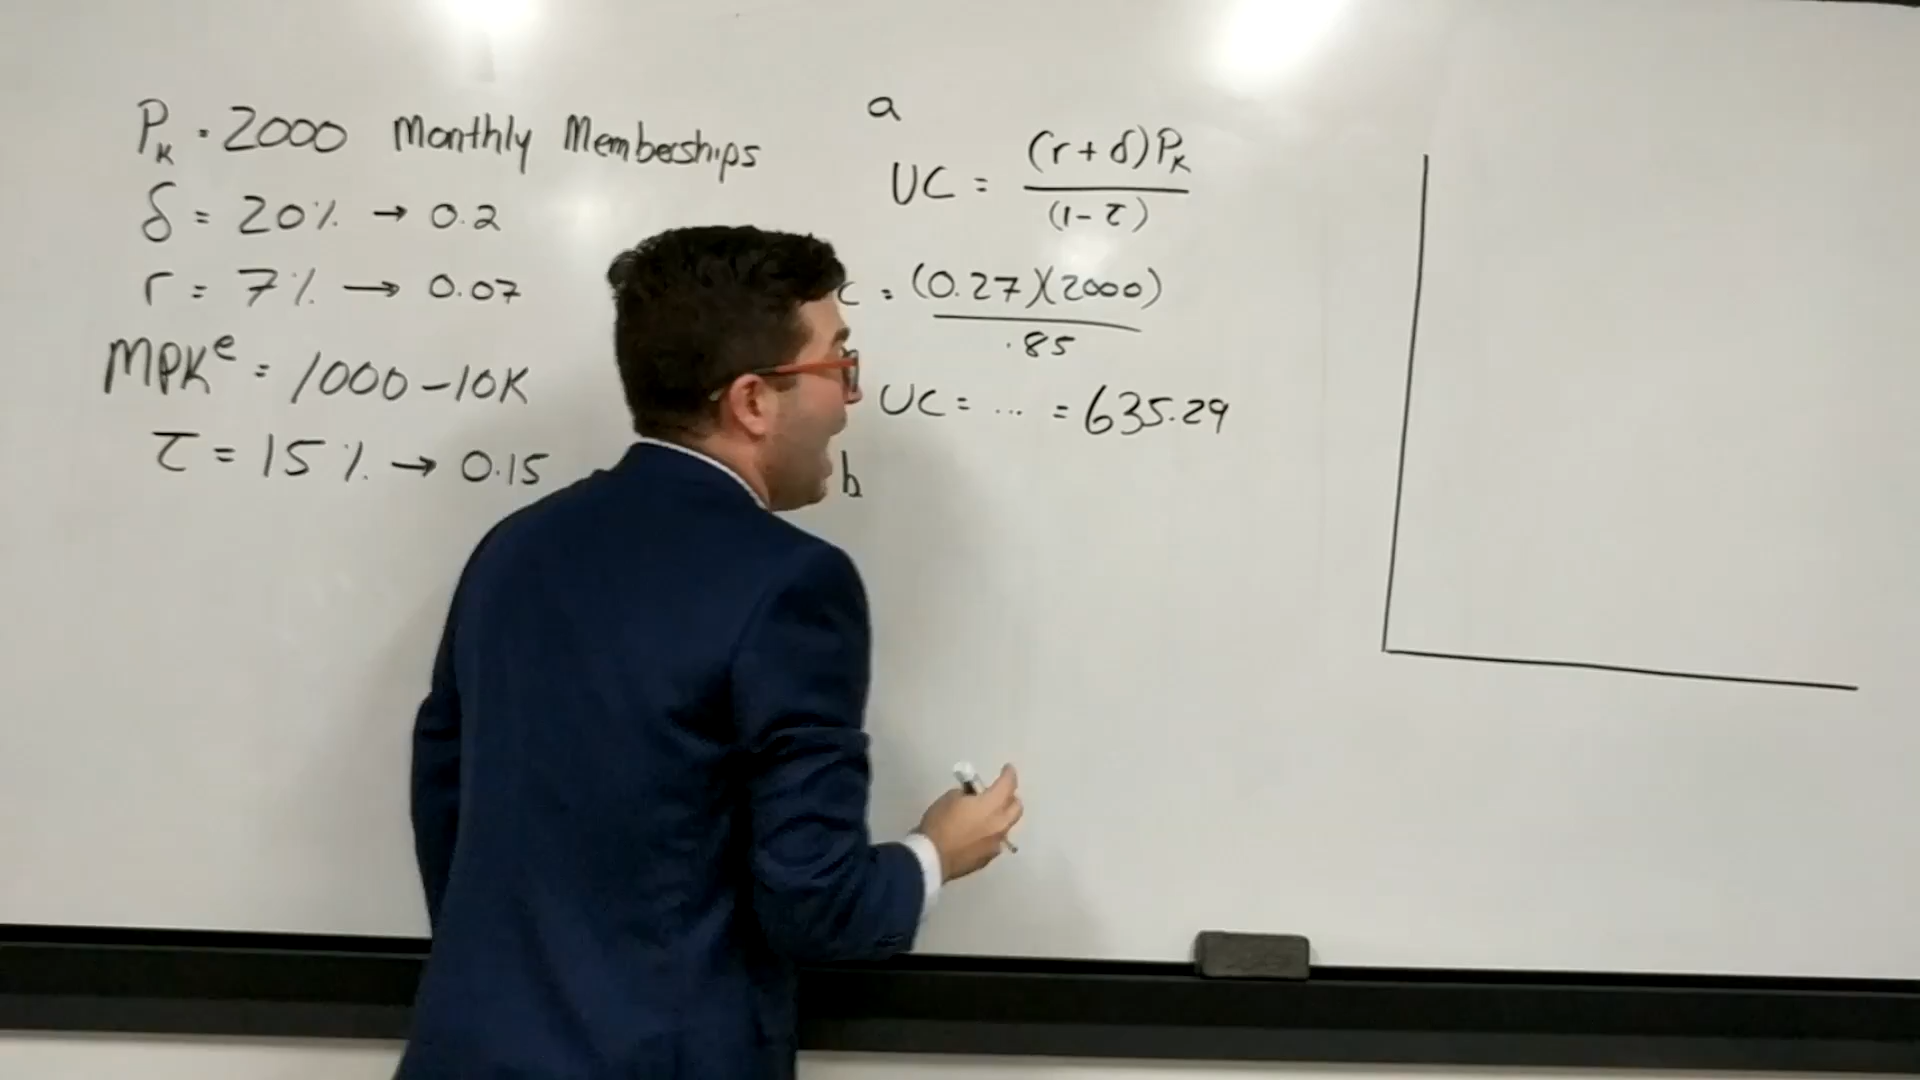 Pₖ = 2000 Monthly Memberships
δ = 20% → 0.2
r = 7% → 0.07
MPKᵉ = 1000 - 10K
τ = 15% → 0.15
a
UC = (r + δ)Pₖ / (1 - τ)
C = (0.27)(2000) / .85
UC = ... = 635.29
b